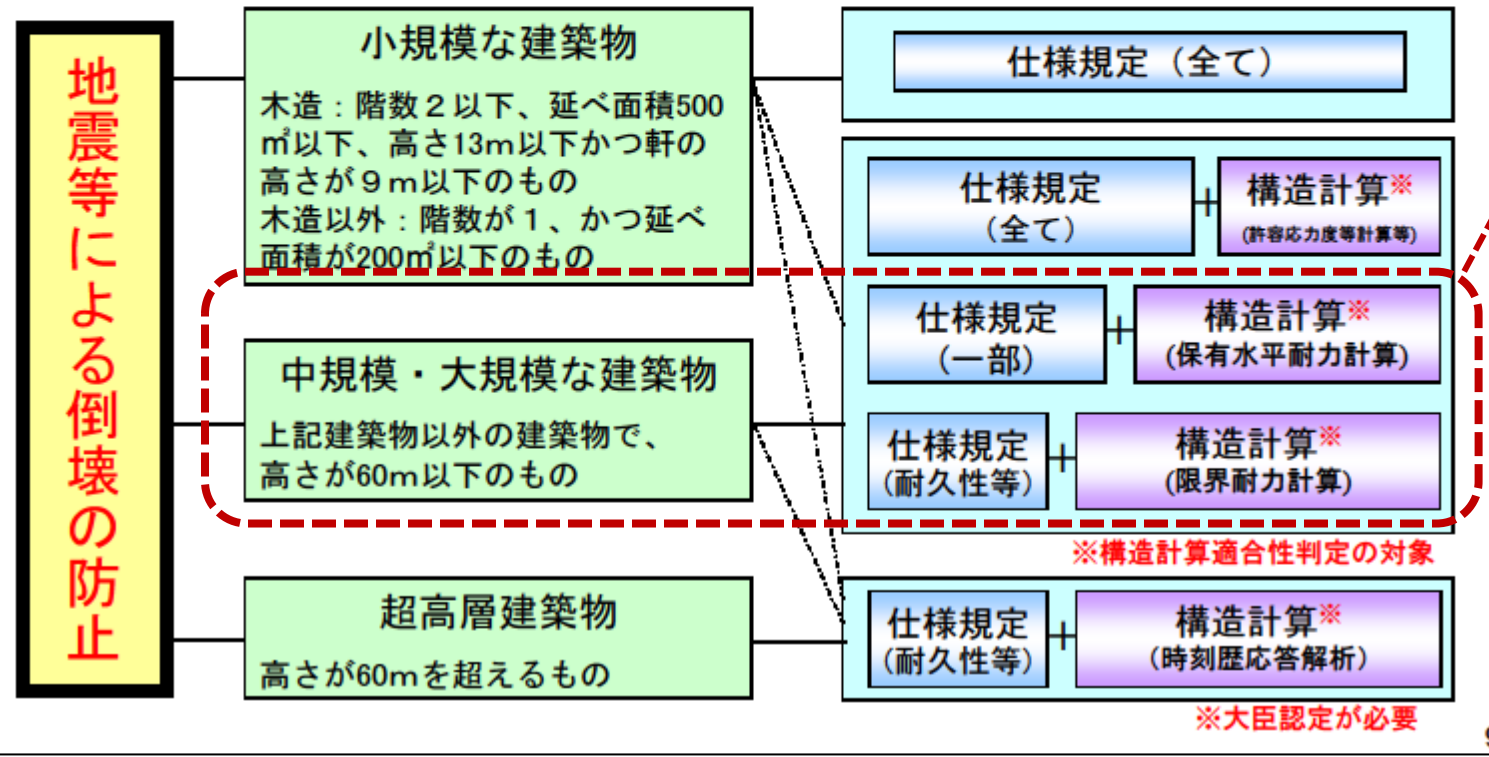 地震等による倒壊の防止
小規模な建築物
木造：階数２以下、延べ面積500
㎡以下、高さ13m以下かつ軒の
高さが９ｍ以下のもの
木造以外：階数が１、かつ延べ
面積が200㎡以下のもの
中規模・大規模な建築物
上記建築物以外の建築物で、
高さが60m以下のもの
超高層建築物
高さが60mを超えるもの
仕様規定（全て）
仕様規定
（全て）
+
構造計算※
(許容応力度等計算等)
仕様規定
（一部）
+
構造計算※
(保有水平耐力計算)
仕様規定
(耐久性等)
+
構造計算※
(限界耐力計算)
※構造計算適合性判定の対象
仕様規定
(耐久性等)
+
構造計算※
(時刻歴応答解析)
※大臣認定が必要